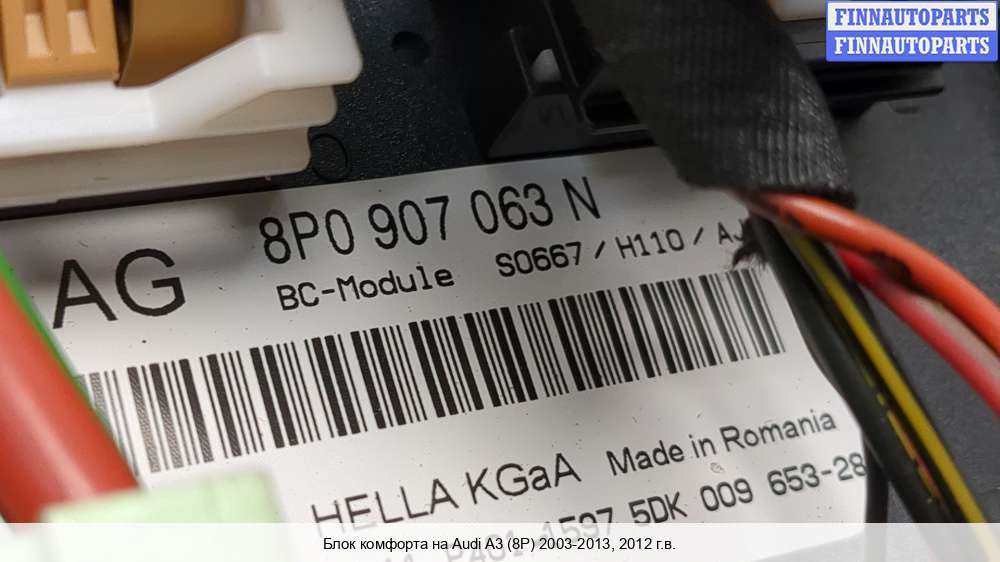 FINNAUTOPARTS
FINNAUTOPARTS
8P0 907 063 N
AG
BC-Module S0667 / H110 /
HELLA KGaA Made in Romania
5DK 009 653-28
Блок комфорта на Audi A3 (8P) 2003-2013, 2012 г.в.